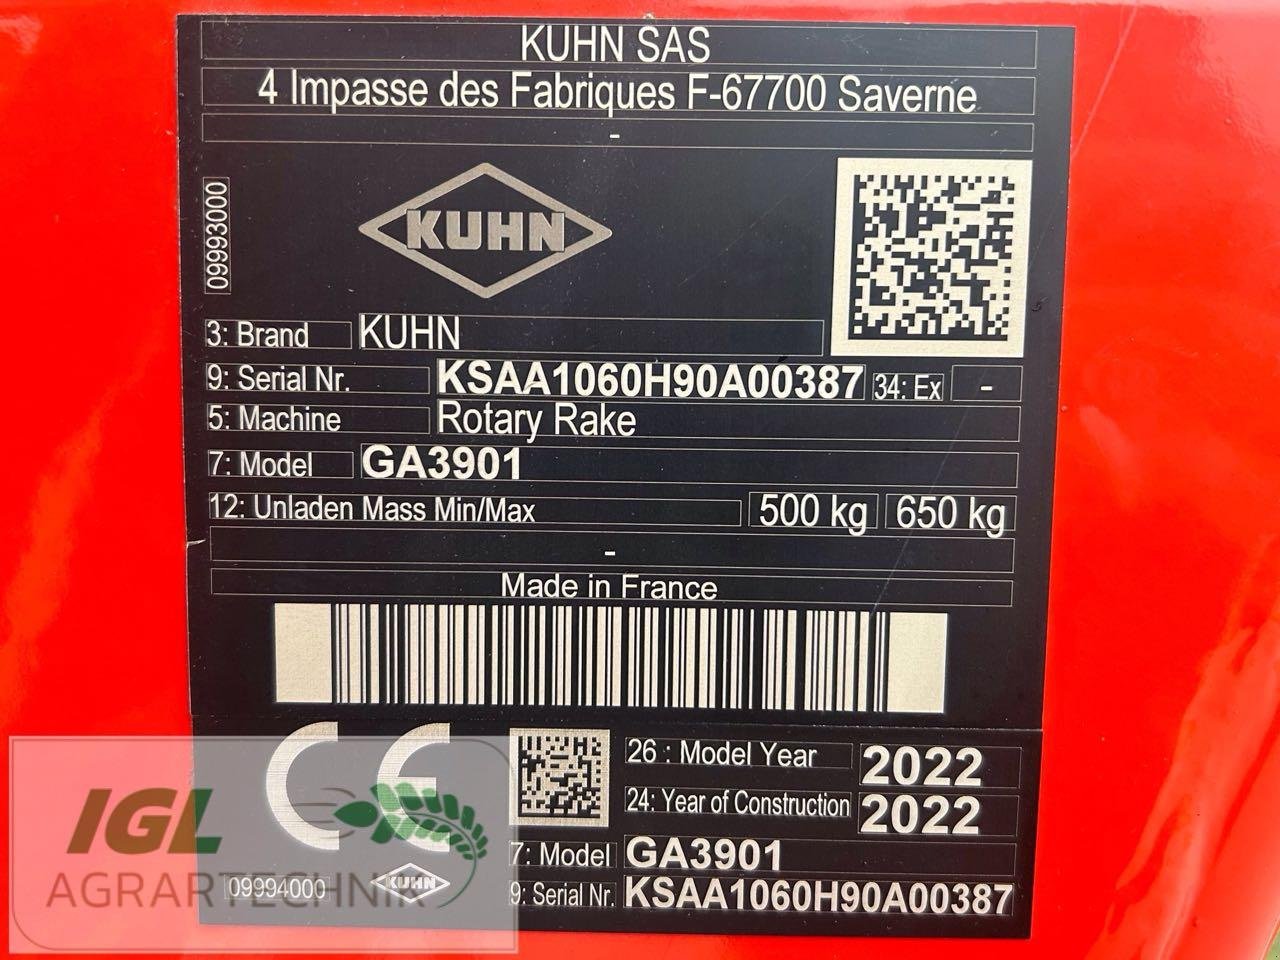 KUHN SAS
4 Impasse des Fabriques F-67700 Saverne
-
09993000
KUHN
3: Brand KUHN
9: Serial Nr. KSAA1060H90A00387 34: Ex -
5: Machine Rotary Rake
7: Model GA3901
12: Unladen Mass Min/Max 500 kg 650 kg
-
Made in France
CE
26 : Model Year 2022
24: Year of Construction 2022
7: Model GA3901
9: Serial Nr. KSAA1060H90A00387
09994000 KUHN
IGL
AGRARTECHNIK